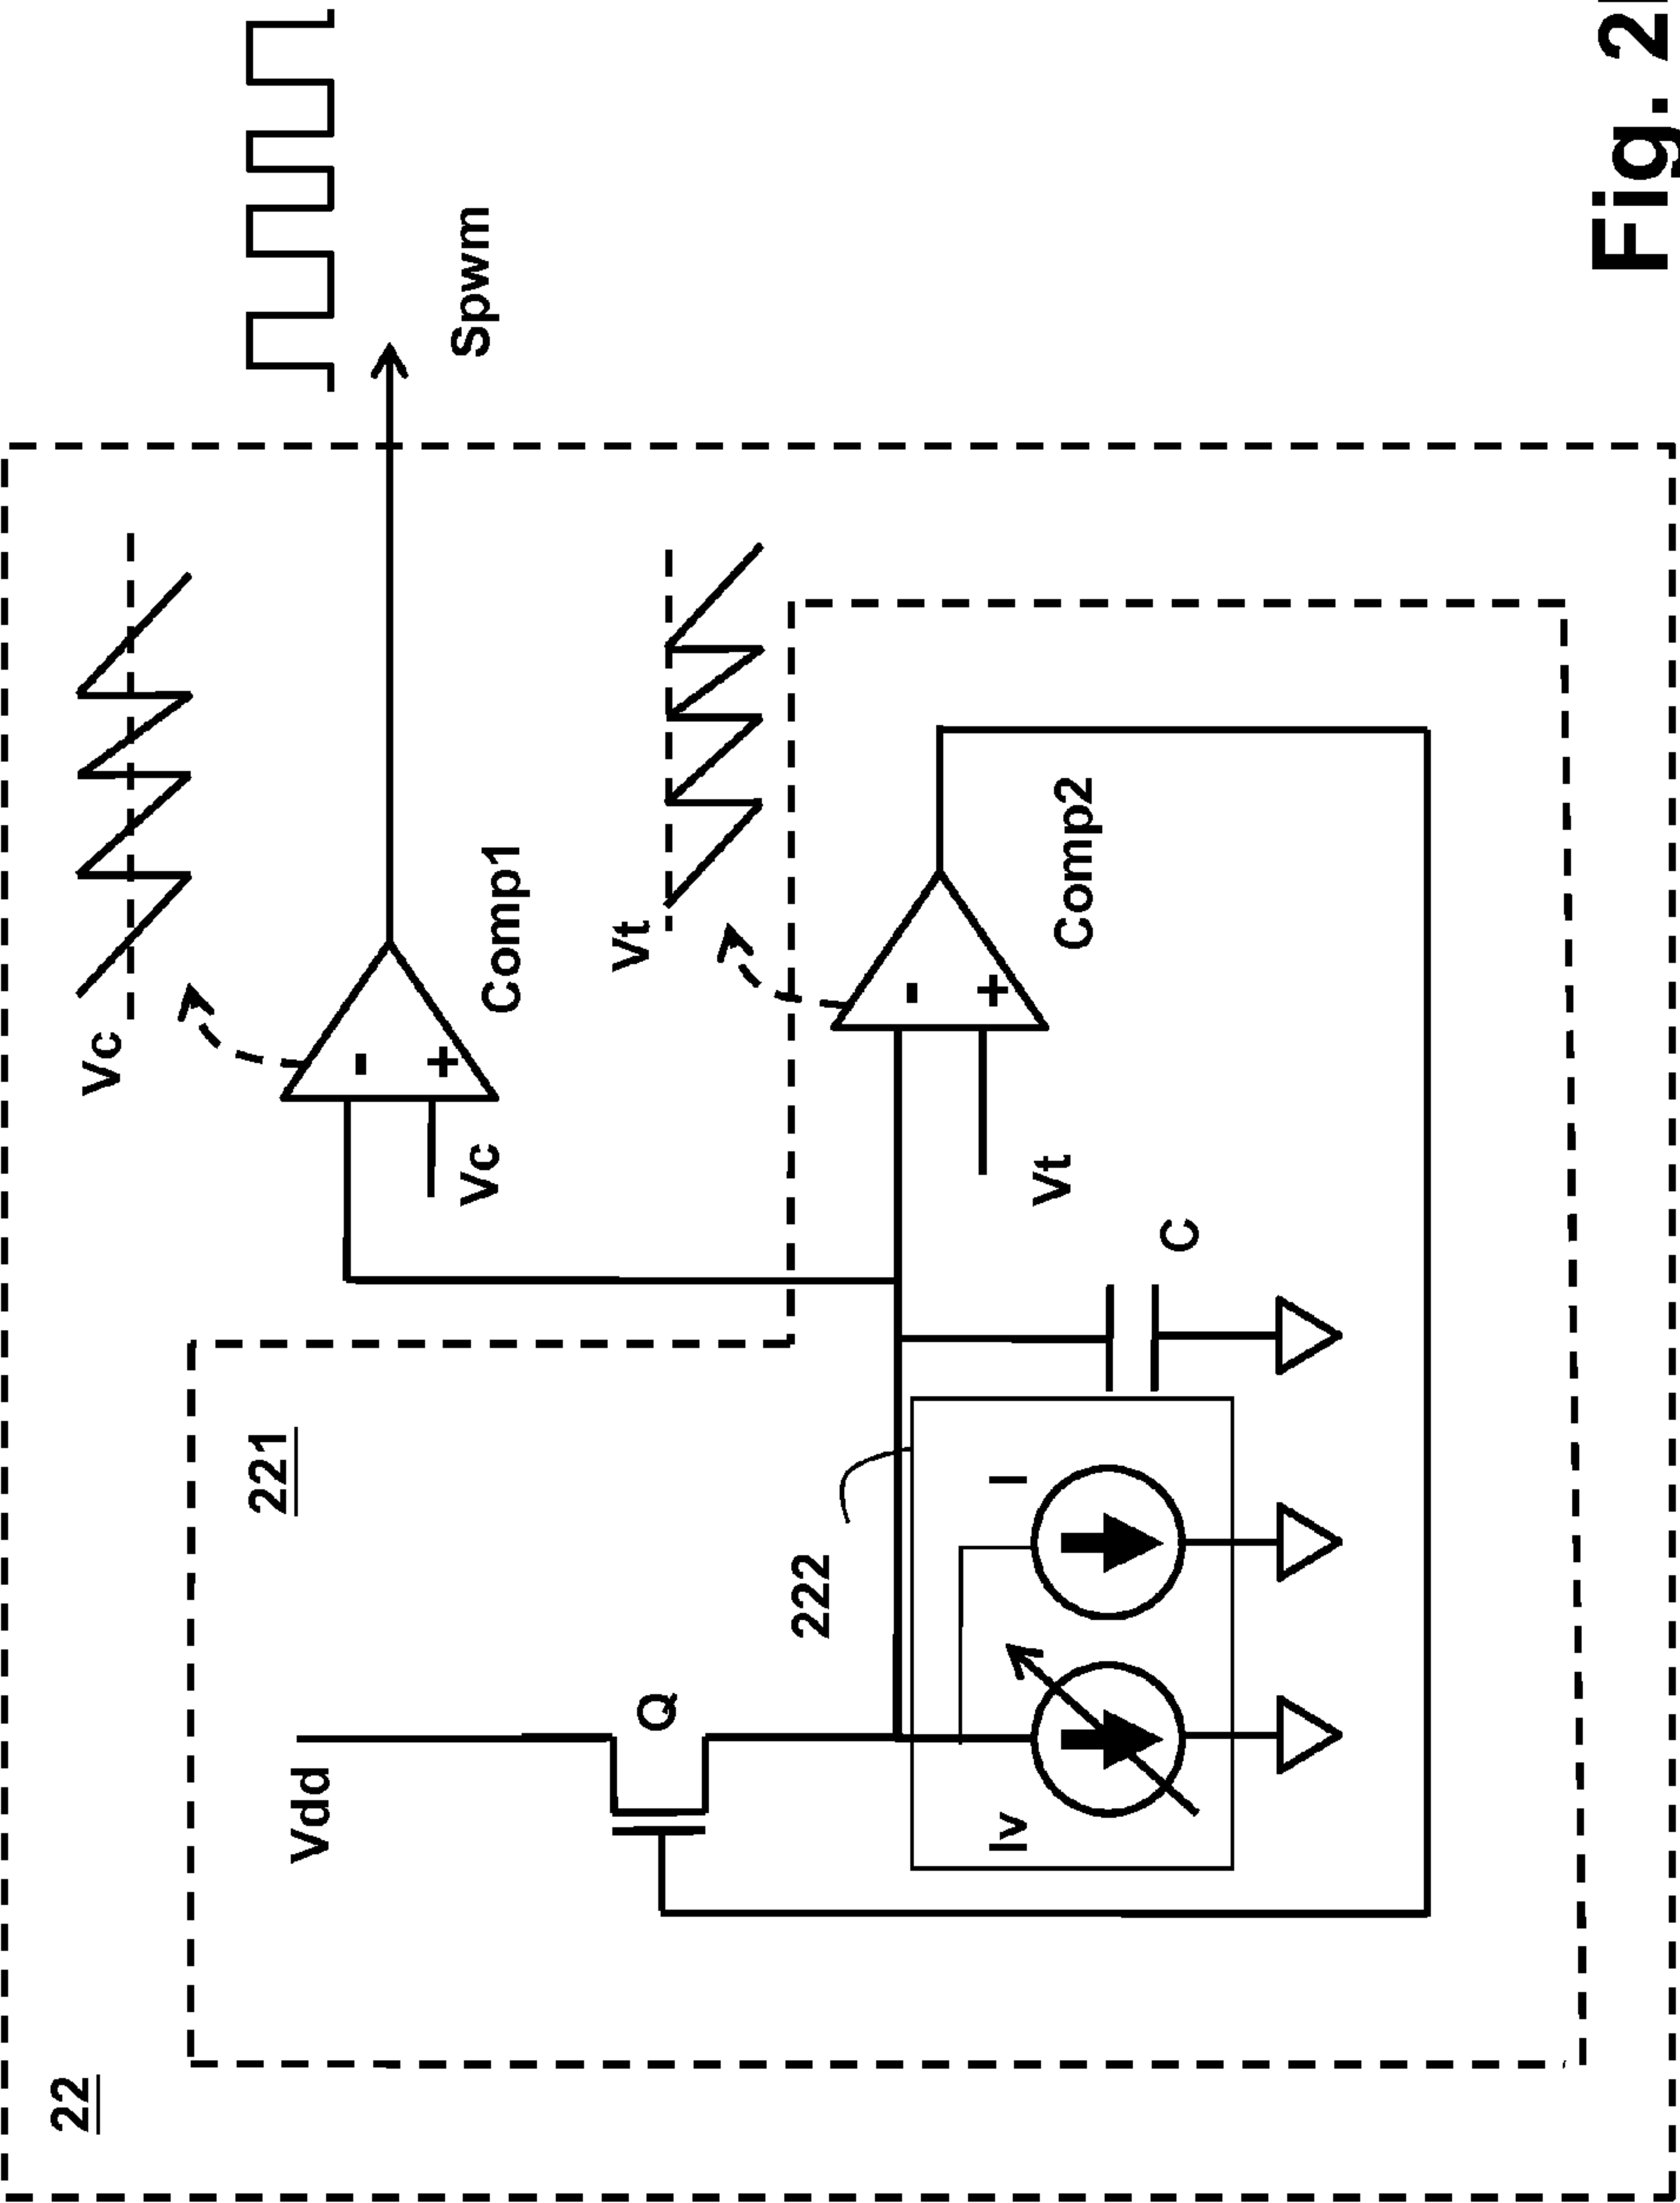 22
221
Vdd
Q
222
Iv
I
C
Vc
Vc
-
+
Comp1
Vt
Vt
-
+
Comp2
Spwm
Fig. 2